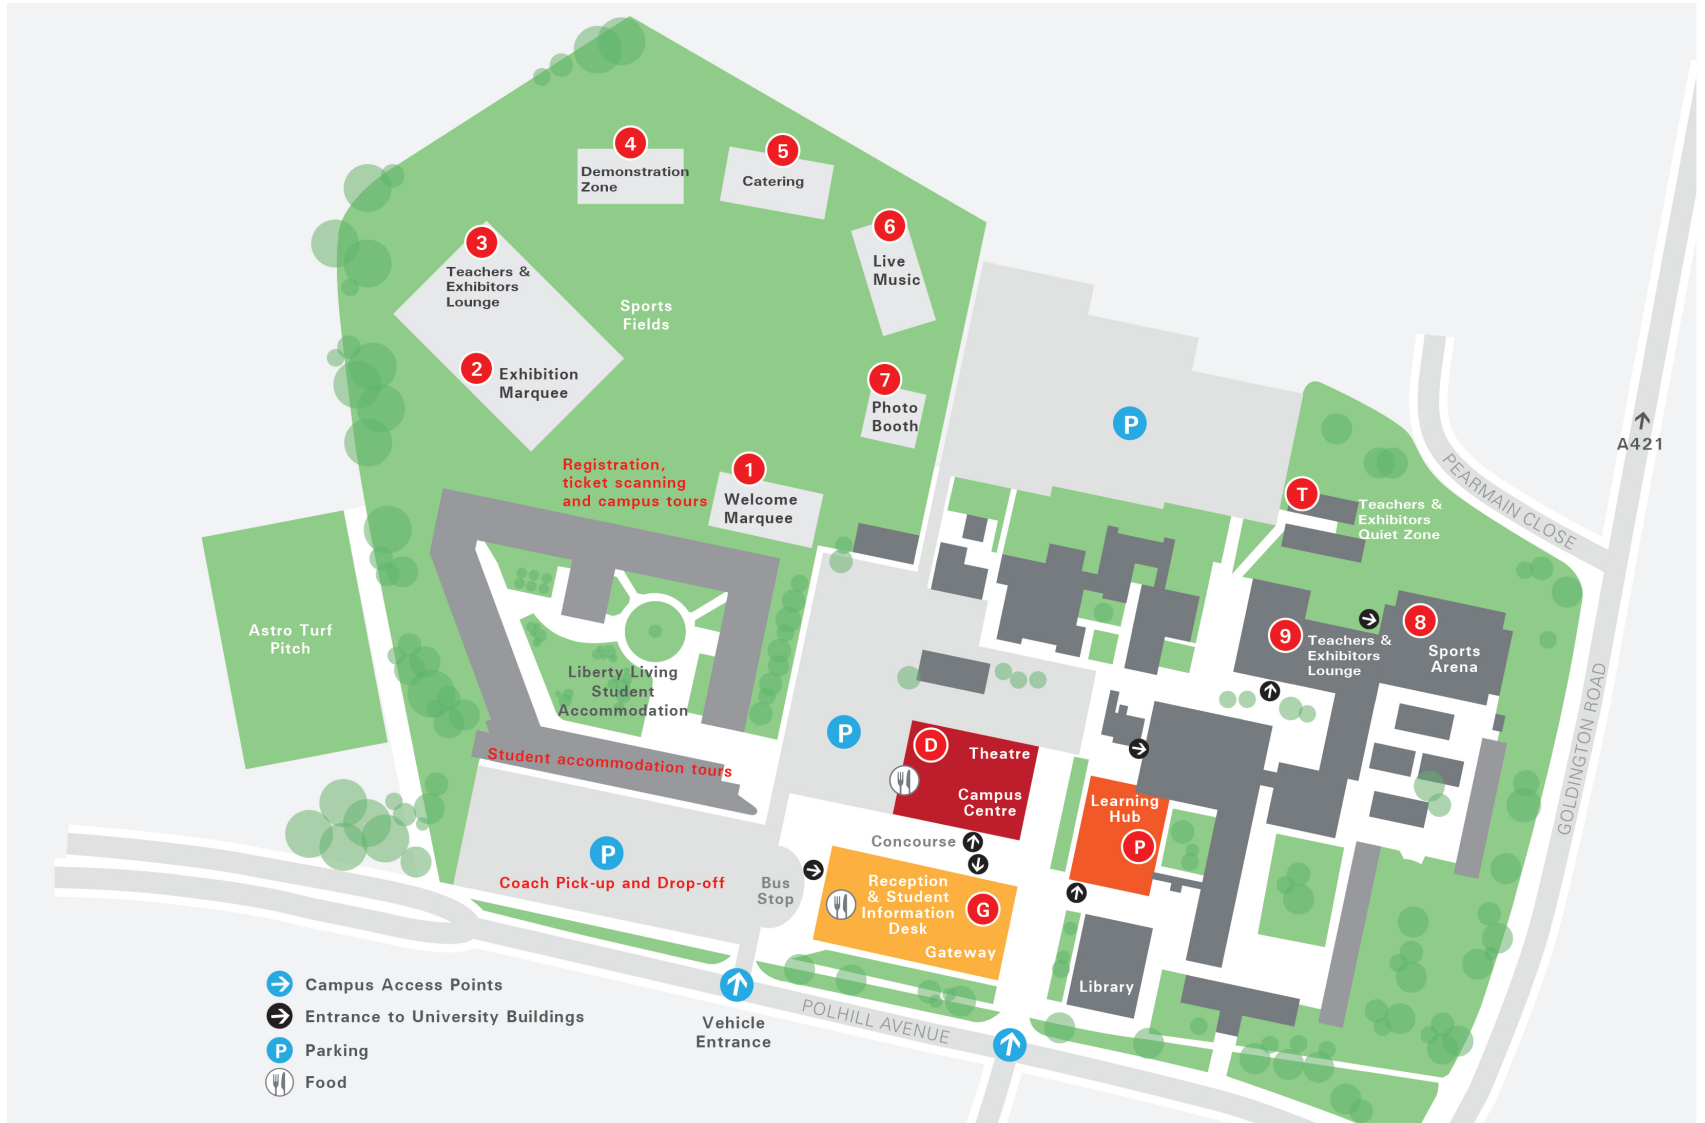 4
Demonstration
Zone
5
Catering
6
Live
Music
3
Teachers &
Exhibitors
Lounge
2
Exhibition
Marquee
Sports
Fields
7
Photo
Booth
Registration,
ticket scanning
and campus tours
1
Welcome
Marquee
P
A421
PEARMAIN CLOSE
T
Teachers &
Exhibitors
Quiet Zone
Astro Turf
Pitch
Liberty Living
Student
Accommodation
Student accommodation tours
9
Teachers &
Exhibitors
Lounge
8
Sports
Arena
GOLDINGTON ROAD
P
D
Theatre
Campus
Centre
Learning
Hub
P
Concourse
P
Coach Pick-up and Drop-off
Bus
Stop
Reception
& Student
Information
Desk
G
Gateway
Library
Campus Access Points
Entrance to University Buildings
P
Parking
Food
Vehicle
Entrance
POLHILL AVENUE